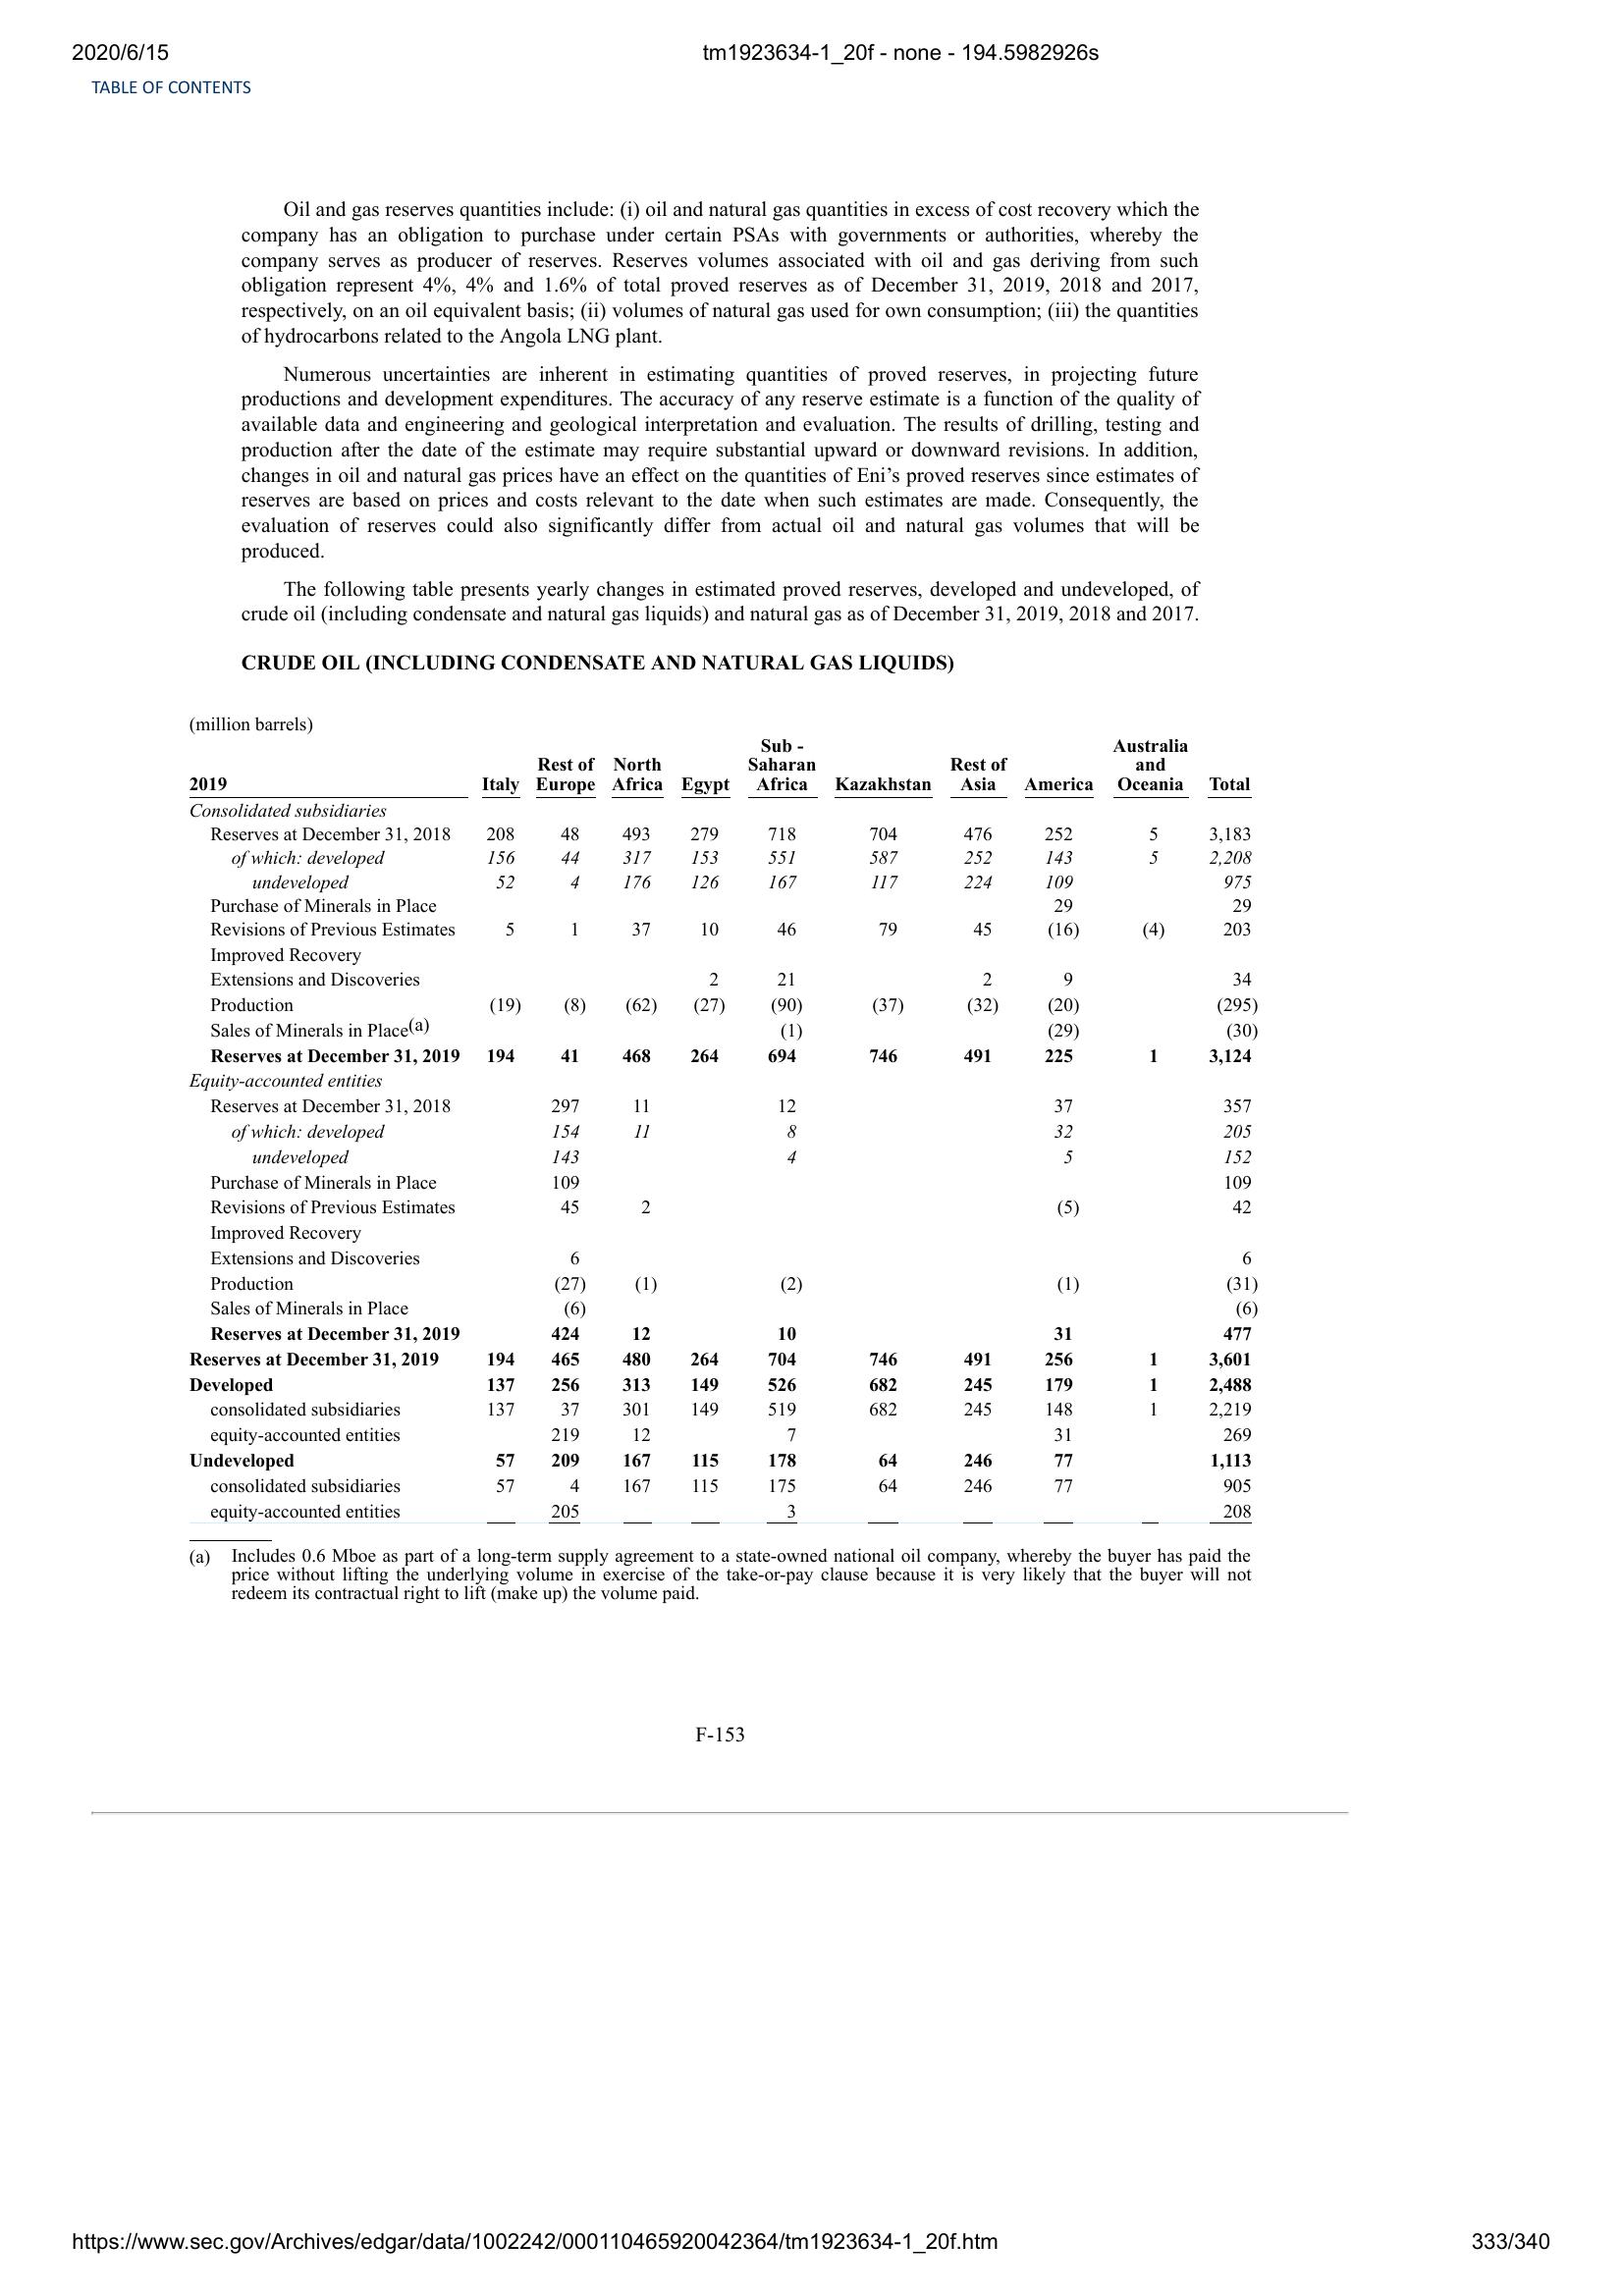 2020/6/15 tm1923634-1_20f - none - 194.5982926s
TABLE OF CONTENTS
Oil and gas reserves quantities include: (i) oil and natural gas quantities in excess of cost recovery which the
company has an obligation to purchase under certain PSAs with governments or authorities, whereby the
company serves as producer of reserves. Reserves volumes associated with oil and gas deriving from such
obligation represent 4%, 4% and 1.6% of total proved reserves as of December 31, 2019, 2018 and 2017,
respectively, on an oil equivalent basis; (ii) volumes of natural gas used for own consumption; (iii) the quantities
of hydrocarbons related to the Angola LNG plant.
Numerous uncertainties are inherent in estimating quantities of proved reserves, in projecting future
productions and development expenditures. The accuracy of any reserve estimate is a function of the quality of
available data and engineering and geological interpretation and evaluation. The results of drilling, testing and
production after the date of the estimate may require substantial upward or downward revisions. In addition,
changes in oil and natural gas prices have an effect on the quantities of Eni’s proved reserves since estimates of
reserves are based on prices and costs relevant to the date when such estimates are made. Consequently, the
evaluation of reserves could also significantly differ from actual oil and natural gas volumes that will be
produced.
The following table presents yearly changes in estimated proved reserves, developed and undeveloped, of
crude oil (including condensate and natural gas liquids) and natural gas as of December 31, 2019, 2018 and 2017.
CRUDE OIL (INCLUDING CONDENSATE AND NATURAL GAS LIQUIDS)
(million barrels)
Sub - Australia
Rest of North Saharan Rest of and
2019 Italy Europe Africa Egypt Africa Kazakhstan Asia America Oceania Total
Consolidated subsidiaries
Reserves at December 31, 2018 208 48 493 279 718 704 476 252 5 3,183
of which: developed 156 44 317 153 551 587 252 143 5 2,208
undeveloped 52 4 176 126 167 117 224 109 975
Purchase of Minerals in Place 29 29
Revisions of Previous Estimates 5 1 37 10 46 79 45 (16) (4) 203
Improved Recovery
Extensions and Discoveries 2 21 2 9 34
Production (19) (8) (62) (27) (90) (37) (32) (20) (295)
Sales of Minerals in Place(a) (1) (29) (30)
Reserves at December 31, 2019 194 41 468 264 694 746 491 225 1 3,124
Equity-accounted entities
Reserves at December 31, 2018 297 11 12 37 357
of which: developed 154 11 8 32 205
undeveloped 143 4 5 152
Purchase of Minerals in Place 109 109
Revisions of Previous Estimates 45 2 (5) 42
Improved Recovery
Extensions and Discoveries 6 6
Production (27) (1) (2) (1) (31)
Sales of Minerals in Place (6) (6)
Reserves at December 31, 2019 424 12 10 31 477
Reserves at December 31, 2019 194 465 480 264 704 746 491 256 1 3,601
Developed 137 256 313 149 526 682 245 179 1 2,488
consolidated subsidiaries 137 37 301 149 519 682 245 148 1 2,219
equity-accounted entities 219 12 7 31 269
Undeveloped 57 209 167 115 178 64 246 77 1,113
consolidated subsidiaries 57 4 167 115 175 64 246 77 905
equity-accounted entities 205 3 208
(a) Includes 0.6 Mboe as part of a long-term supply agreement to a state-owned national oil company, whereby the buyer has paid the
price without lifting the underlying volume in exercise of the take-or-pay clause because it is very likely that the buyer will not
redeem its contractual right to lift (make up) the volume paid.
F-153
https://www.sec.gov/Archives/edgar/data/1002242/000110465920042364/tm1923634-1_20f.htm 333/340